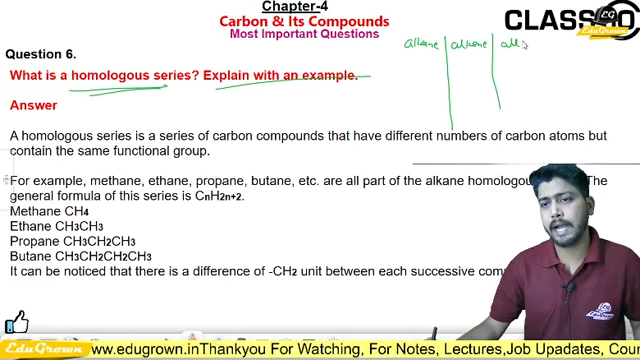 Chapter-4
Carbon & Its Compounds
Most Important Questions
CLASS
EG
EduGrown
Question 6.
alkane alkene
What is a homologous series? Explain with an example.
Answer
A homologous series is a series of carbon compounds that have different numbers of carbon atoms but
contain the same functional group.
For example, methane, ethane, propane, butane, etc. are all part of the alkane homologous The
general formula of this series is CnH2n+2.
Methane CH4
Ethane CH3CH3
Propane CH3CH2CH3
Butane CH3CH2CH2CH3
It can be noticed that there is a difference of -CH2 unit between each successive com
EG
EduGrown
www.edugrown.inThankyou For Watching, For Notes, Lectures,Job Upadates, Cour